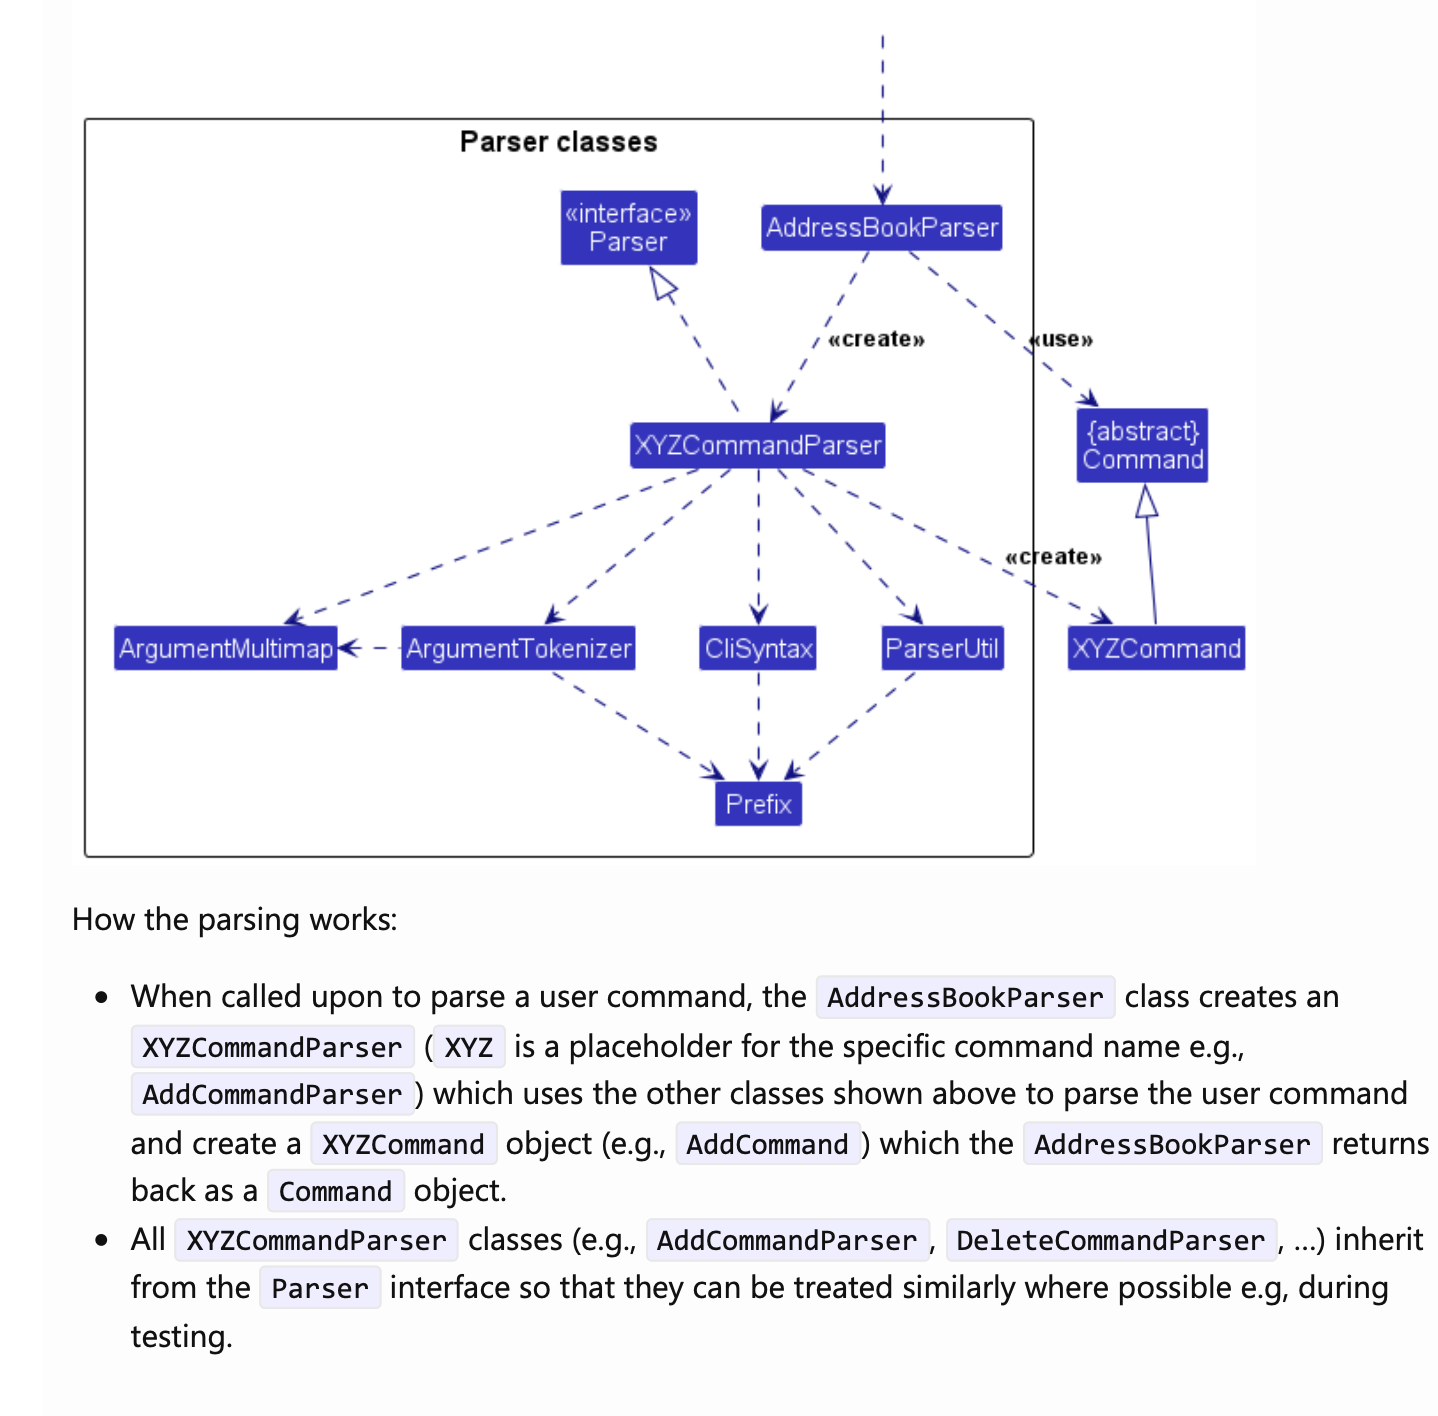 Parser classes
«interface»
Parser
AddressBookParser
«create»
«use»
XYZCommandParser
{abstract}
Command
«create»
ArgumentMultimap
ArgumentTokenizer
CliSyntax
ParserUtil
XYZCommand
Prefix
How the parsing works:
• When called upon to parse a user command, the AddressBookParser class creates an
XYZCommandParser (XYZ is a placeholder for the specific command name e.g.,
AddCommandParser) which uses the other classes shown above to parse the user command
and create a XYZCommand object (e.g., AddCommand) which the AddressBookParser returns
back as a Command object.
• All XYZCommandParser classes (e.g., AddCommandParser, DeleteCommandParser, ...) inherit
from the Parser interface so that they can be treated similarly where possible e.g, during
testing.